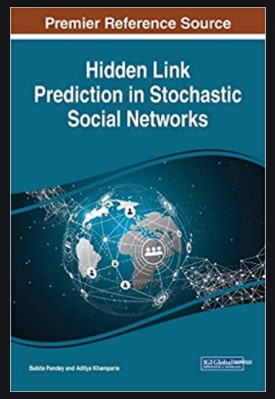 Premier Reference Source
Hidden Link
Prediction in Stochastic
Social Networks
Babita Pandey and Aditya Khamparia
IGI Global